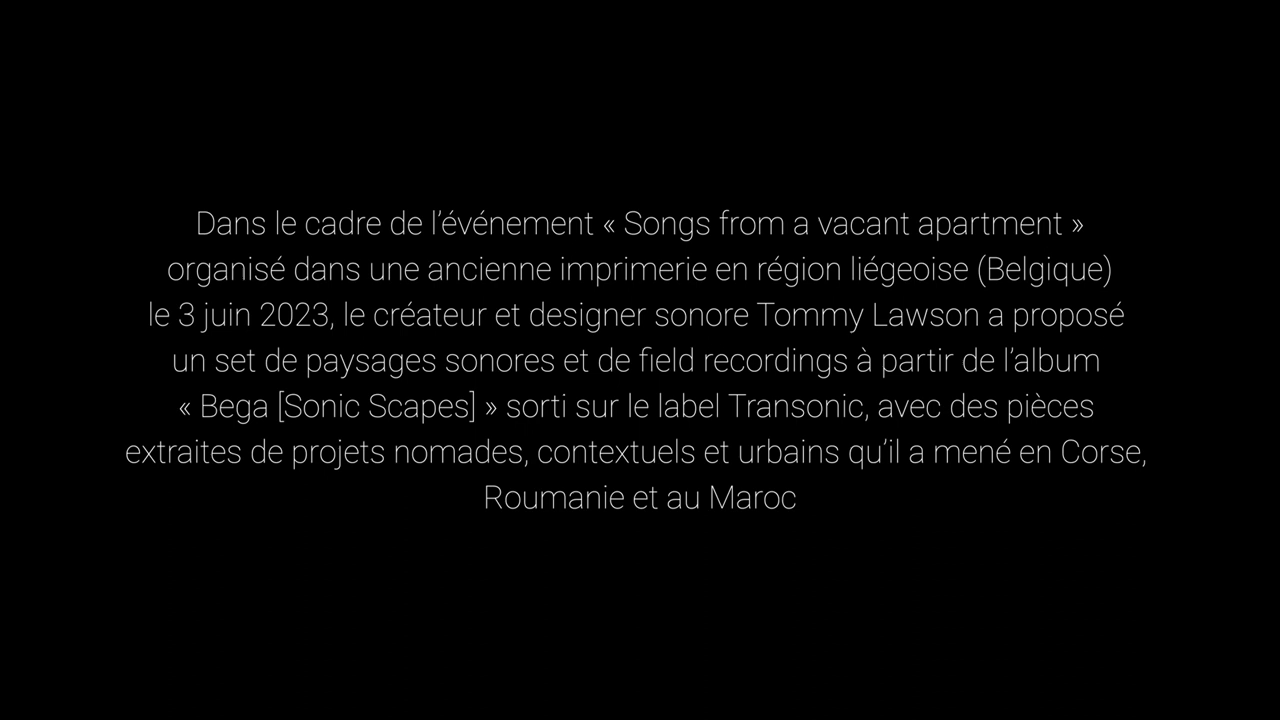 Dans le cadre de l’événement « Songs from a vacant apartment »
organisé dans une ancienne imprimerie en région liégeoise (Belgique)
le 3 juin 2023, le créateur et designer sonore Tommy Lawson a proposé
un set de paysages sonores et de field recordings à partir de l’album
« Bega [Sonic Scapes] » sorti sur le label Transonic, avec des pièces
extraites de projets nomades, contextuels et urbains qu’il a mené en Corse,
Roumanie et au Maroc